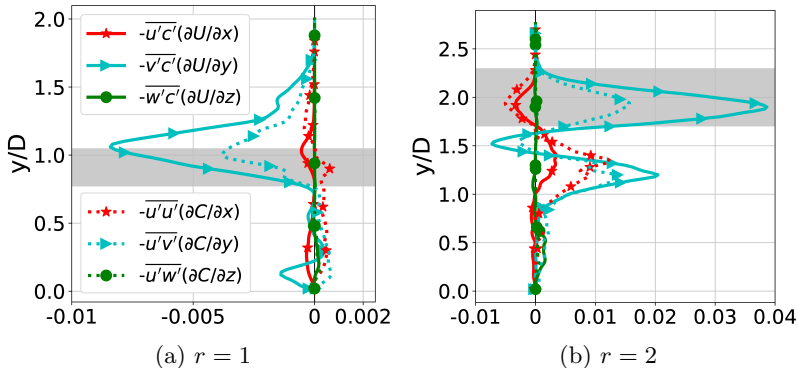 y/D
2.0
1.5
1.0
0.5
0.0
-u'c'(∂U/∂x)
-v'c'(∂U/∂y)
-w'c'(∂U/∂z)
-u'u'(∂C/∂x)
-u'v'(∂C/∂y)
-u'w'(∂C/∂z)
-0.01 -0.005 0 0.002
(a) r = 1
y/D
2.5
2.0
1.5
1.0
0.5
0.0
-0.01 0 0.01 0.02 0.03 0.04
(b) r = 2